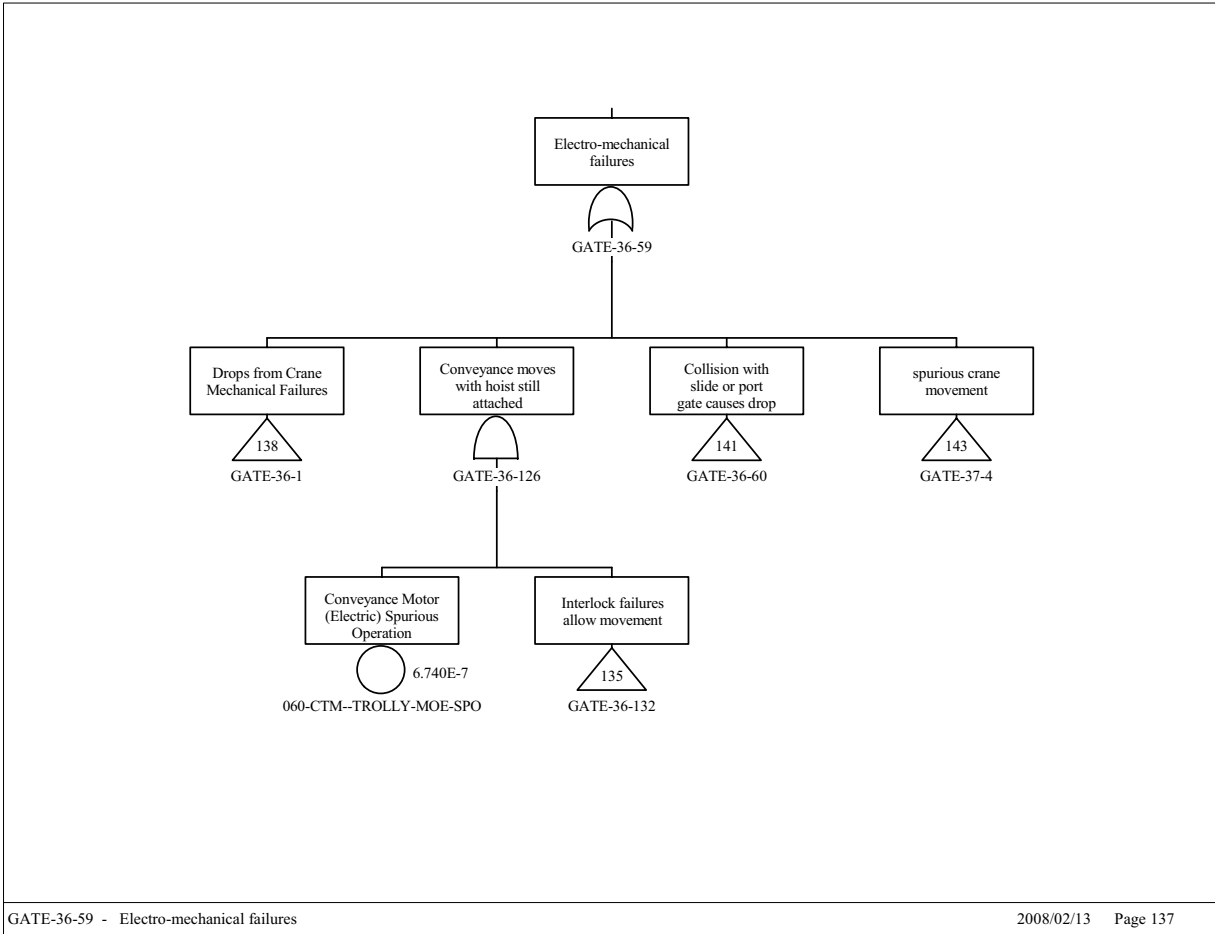 Electro-mechanical
failures
GATE-36-59
Drops from Crane
Mechanical Failures
138
GATE-36-1
Conveyance moves
with hoist still
attached
GATE-36-126
Collision with
slide or port
gate causes drop
141
GATE-36-60
spurious crane
movement
143
GATE-37-4
Conveyance Motor
(Electric) Spurious
Operation
6.740E-7
060-CTM--TROLLY-MOE-SPO
Interlock failures
allow movement
135
GATE-36-132
GATE-36-59 - Electro-mechanical failures
2008/02/13 Page 137